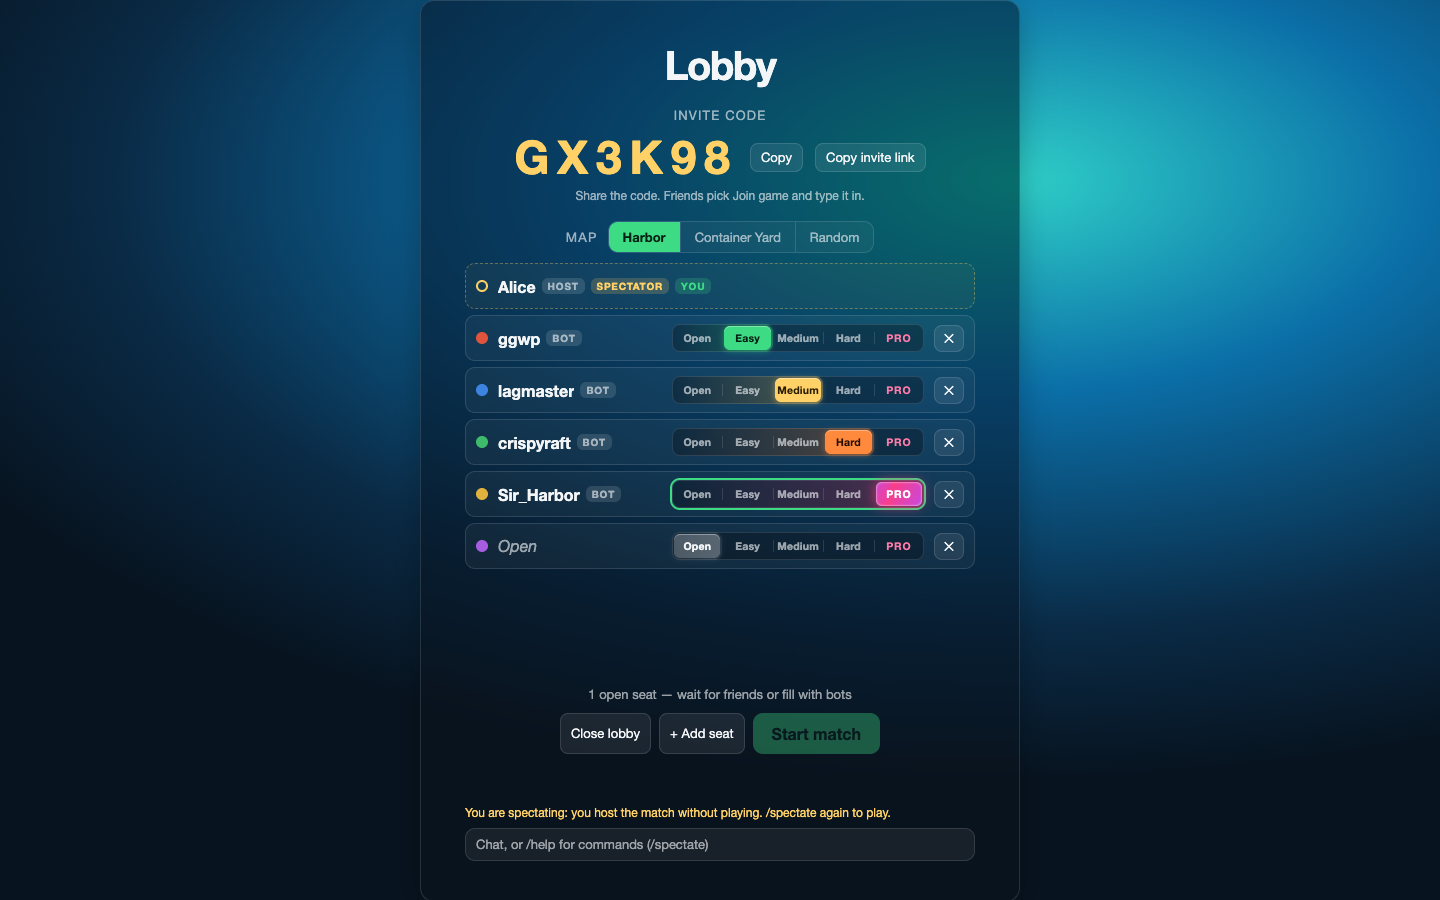 Lobby
INVITE CODE
GX3K98 Copy Copy invite link
Share the code. Friends pick Join game and type it in.
MAP Harbor Container Yard Random
Alice HOST SPECTATOR YOU
ggwp BOT Open Easy Medium Hard PRO ×
lagmaster BOT Open Easy Medium Hard PRO ×
crispyraft BOT Open Easy Medium Hard PRO ×
Sir_Harbor BOT Open Easy Medium Hard PRO ×
Open Open Easy Medium Hard PRO ×
1 open seat — wait for friends or fill with bots
Close lobby + Add seat Start match
You are spectating: you host the match without playing. /spectate again to play.
Chat, or /help for commands (/spectate)